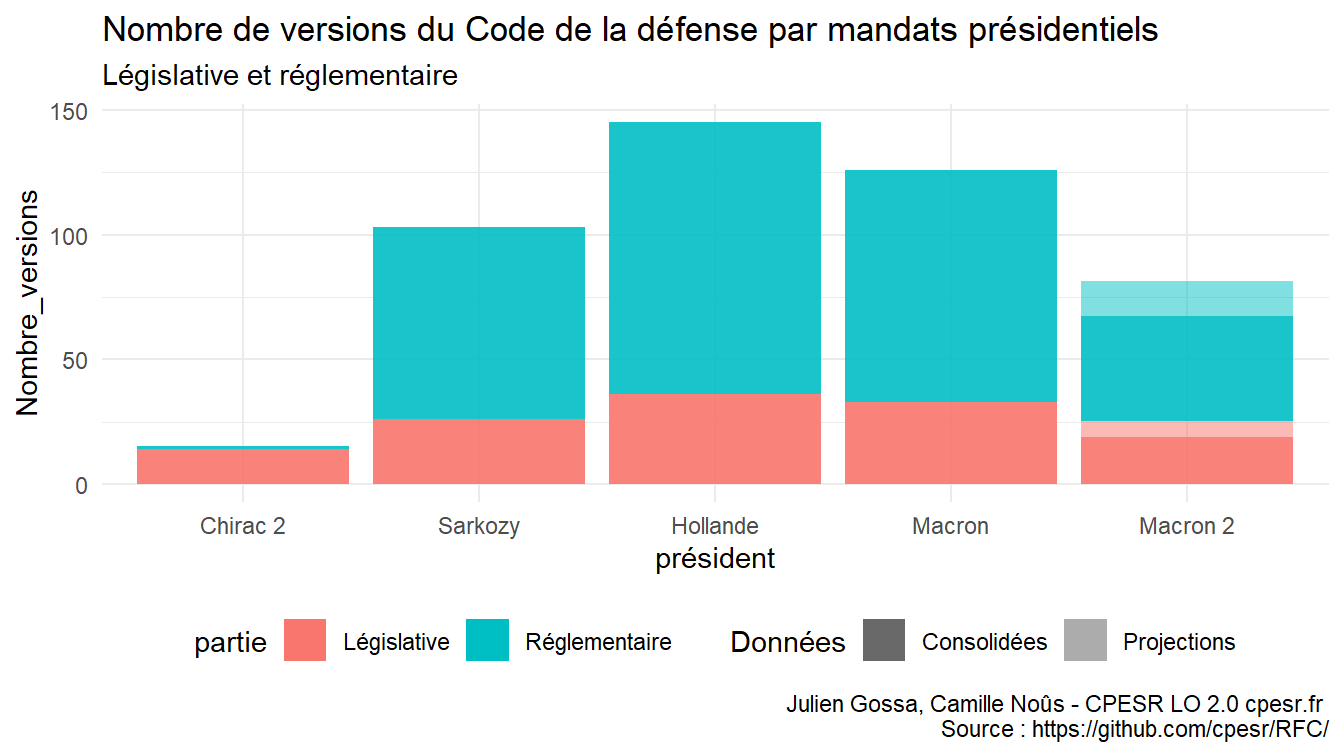 Nombre de versions du Code de la défense par mandats présidentiels
Législative et réglementaire
Nombre_versions
150
100
50
0
Chirac 2 Sarkozy Hollande Macron Macron 2
président
partie Législative Réglementaire Données Consolidées Projections
Julien Gossa, Camille Noûs - CPESR LO 2.0 cpesr.fr
Source : https://github.com/cpesr/RFC/